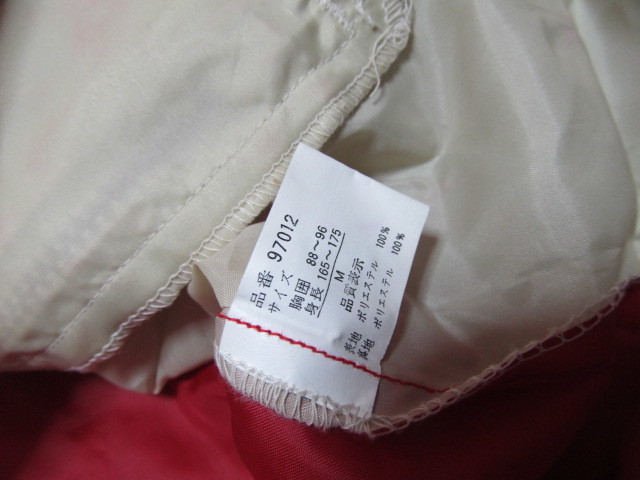 品番 97012
サイズ
胸囲 88～96
身長 165～175
M
品質表示
表地 ポリエステル 100%
裏地 ポリエステル 100%